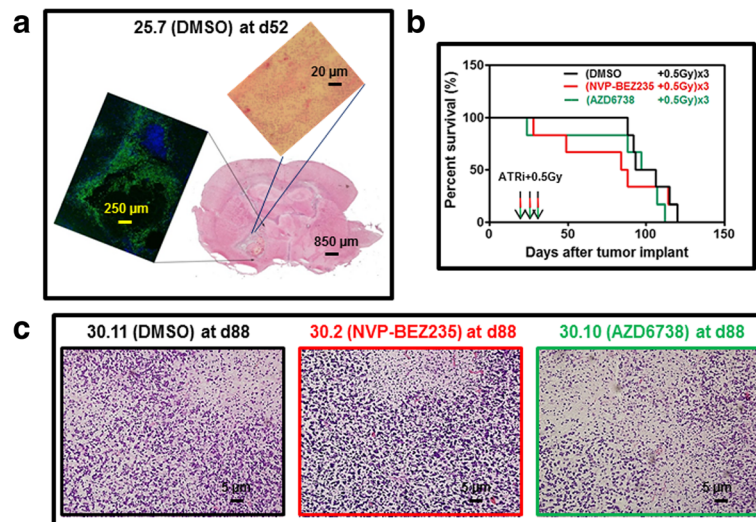 a
25.7 (DMSO) at d52
20 µm
250 µm
850 µm
b
Percent survival (%)
150
100
50
0
(DMSO +0.5Gy)x3
(NVP-BEZ235 +0.5Gy)x3
(AZD6738 +0.5Gy)x3
ATRi+0.5Gy
0 50 100 150
Days after tumor implant
c
30.11 (DMSO) at d88
30.2 (NVP-BEZ235) at d88
30.10 (AZD6738) at d88
5 µm
5 µm
5 µm